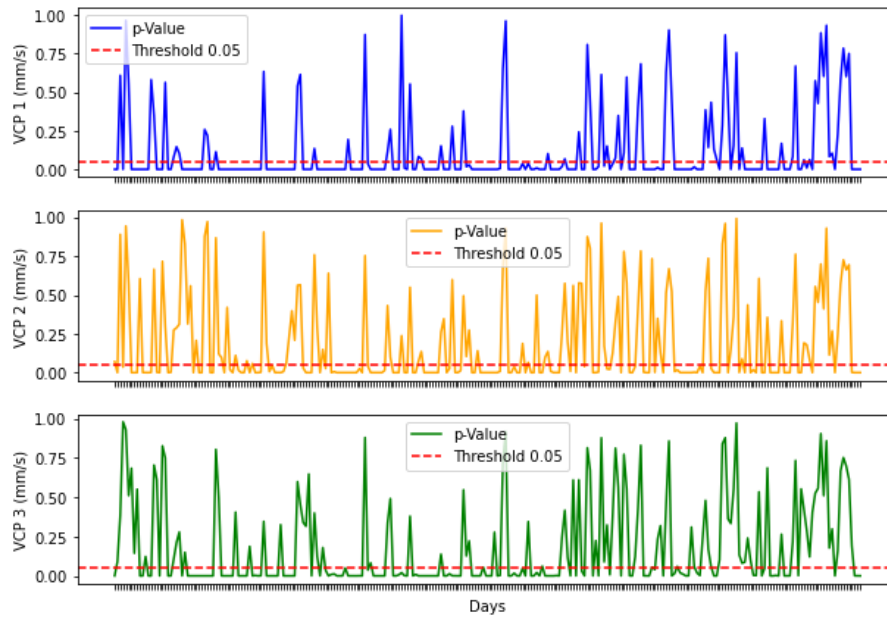 1.00
0.75
0.50
0.25
0.00
VCP 1 (mm/s)
p-Value
Threshold 0.05
1.00
0.75
0.50
0.25
0.00
VCP 2 (mm/s)
p-Value
Threshold 0.05
1.00
0.75
0.50
0.25
0.00
VCP 3 (mm/s)
p-Value
Threshold 0.05
Days